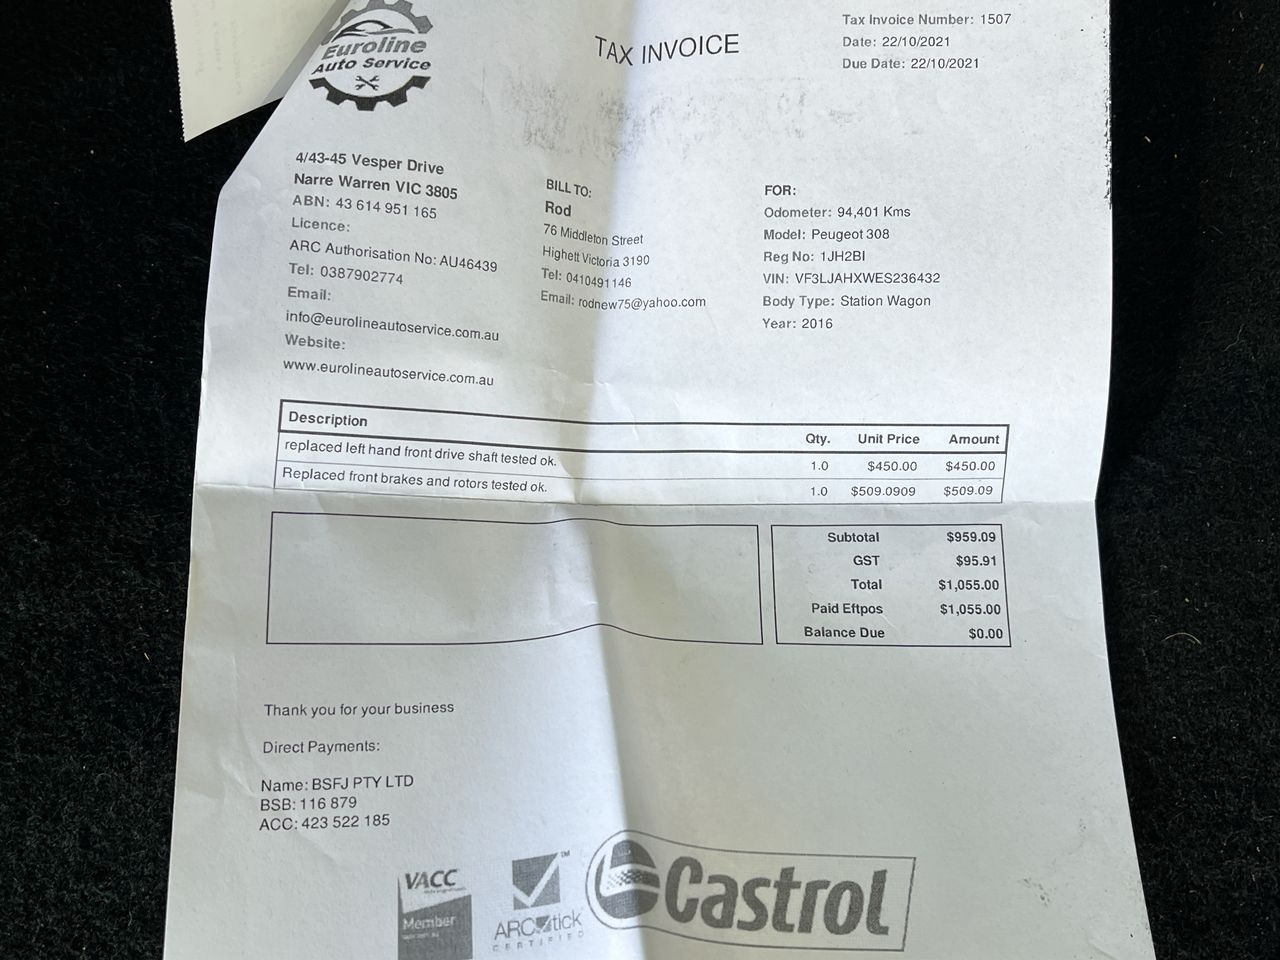 Euroline
Auto Service
TAX INVOICE
Tax Invoice Number: 1507
Date: 22/10/2021
Due Date: 22/10/2021
4/43-45 Vesper Drive
Narre Warren VIC 3805
ABN: 43 614 951 165
Licence:
ARC Authorisation No: AU46439
Tel: 0387902774
Email:
info@eurolineautoservice.com.au
Website:
www.eurolineautoservice.com.au
BILL TO:
Rod
76 Middleton Street
Highett Victoria 3190
Tel: 0410491146
Email: rodnew75@yahoo.com
FOR:
Odometer: 94,401 Kms
Model: Peugeot 308
Reg No: 1JH2BI
VIN: VF3LJAHXWES236432
Body Type: Station Wagon
Year: 2016
Description Qty. Unit Price Amount
replaced left hand front drive shaft tested ok. 1.0 $450.00 $450.00
Replaced front brakes and rotors tested ok. 1.0 $509.0909 $509.09
Subtotal $959.09
GST $95.91
Total $1,055.00
Paid Eftpos $1,055.00
Balance Due $0.00
Thank you for your business
Direct Payments:
Name: BSFJ PTY LTD
BSB: 116 879
ACC: 423 522 185
VACC
Member
TM
ARCtick
CERTIFIED
Castrol